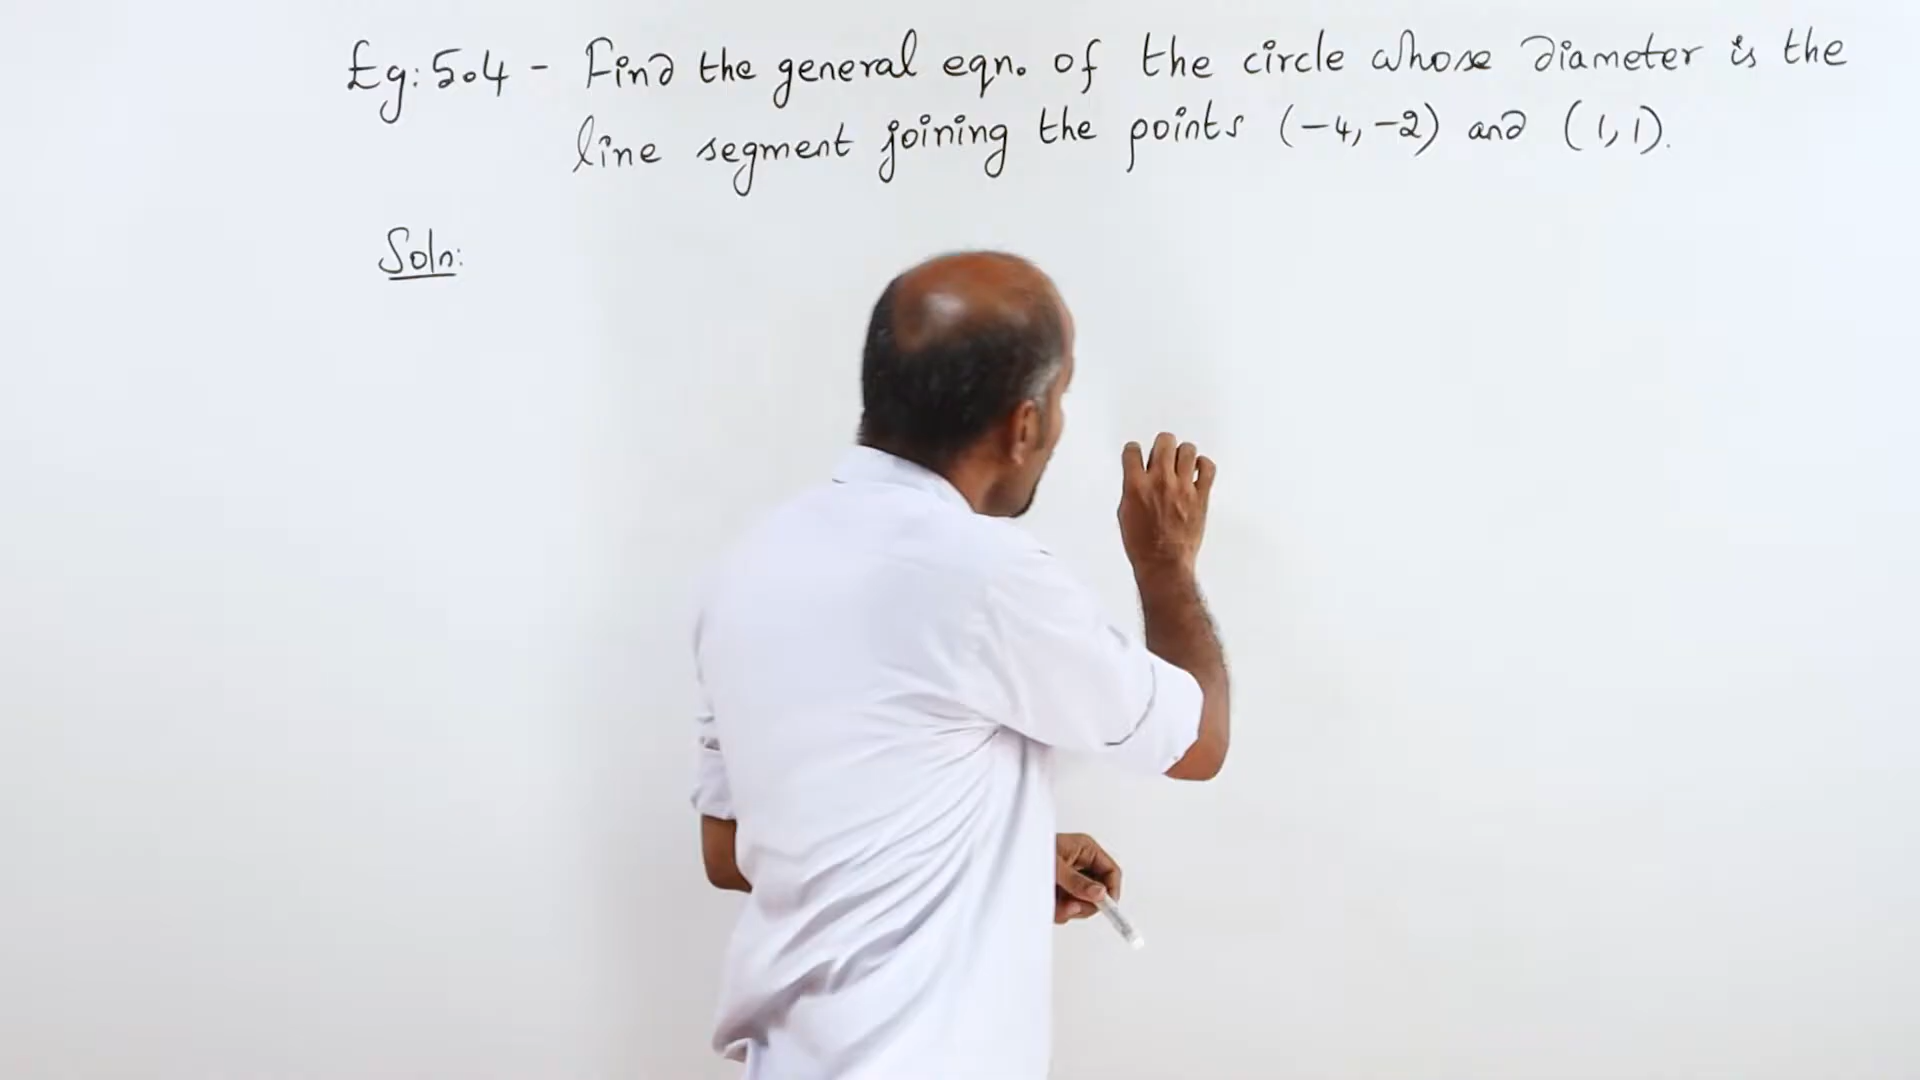 Eg: 5.4 - Find the general eqn. of the circle whose diameter is the
line segment joining the points (-4, -2) and (1, 1).
Soln: